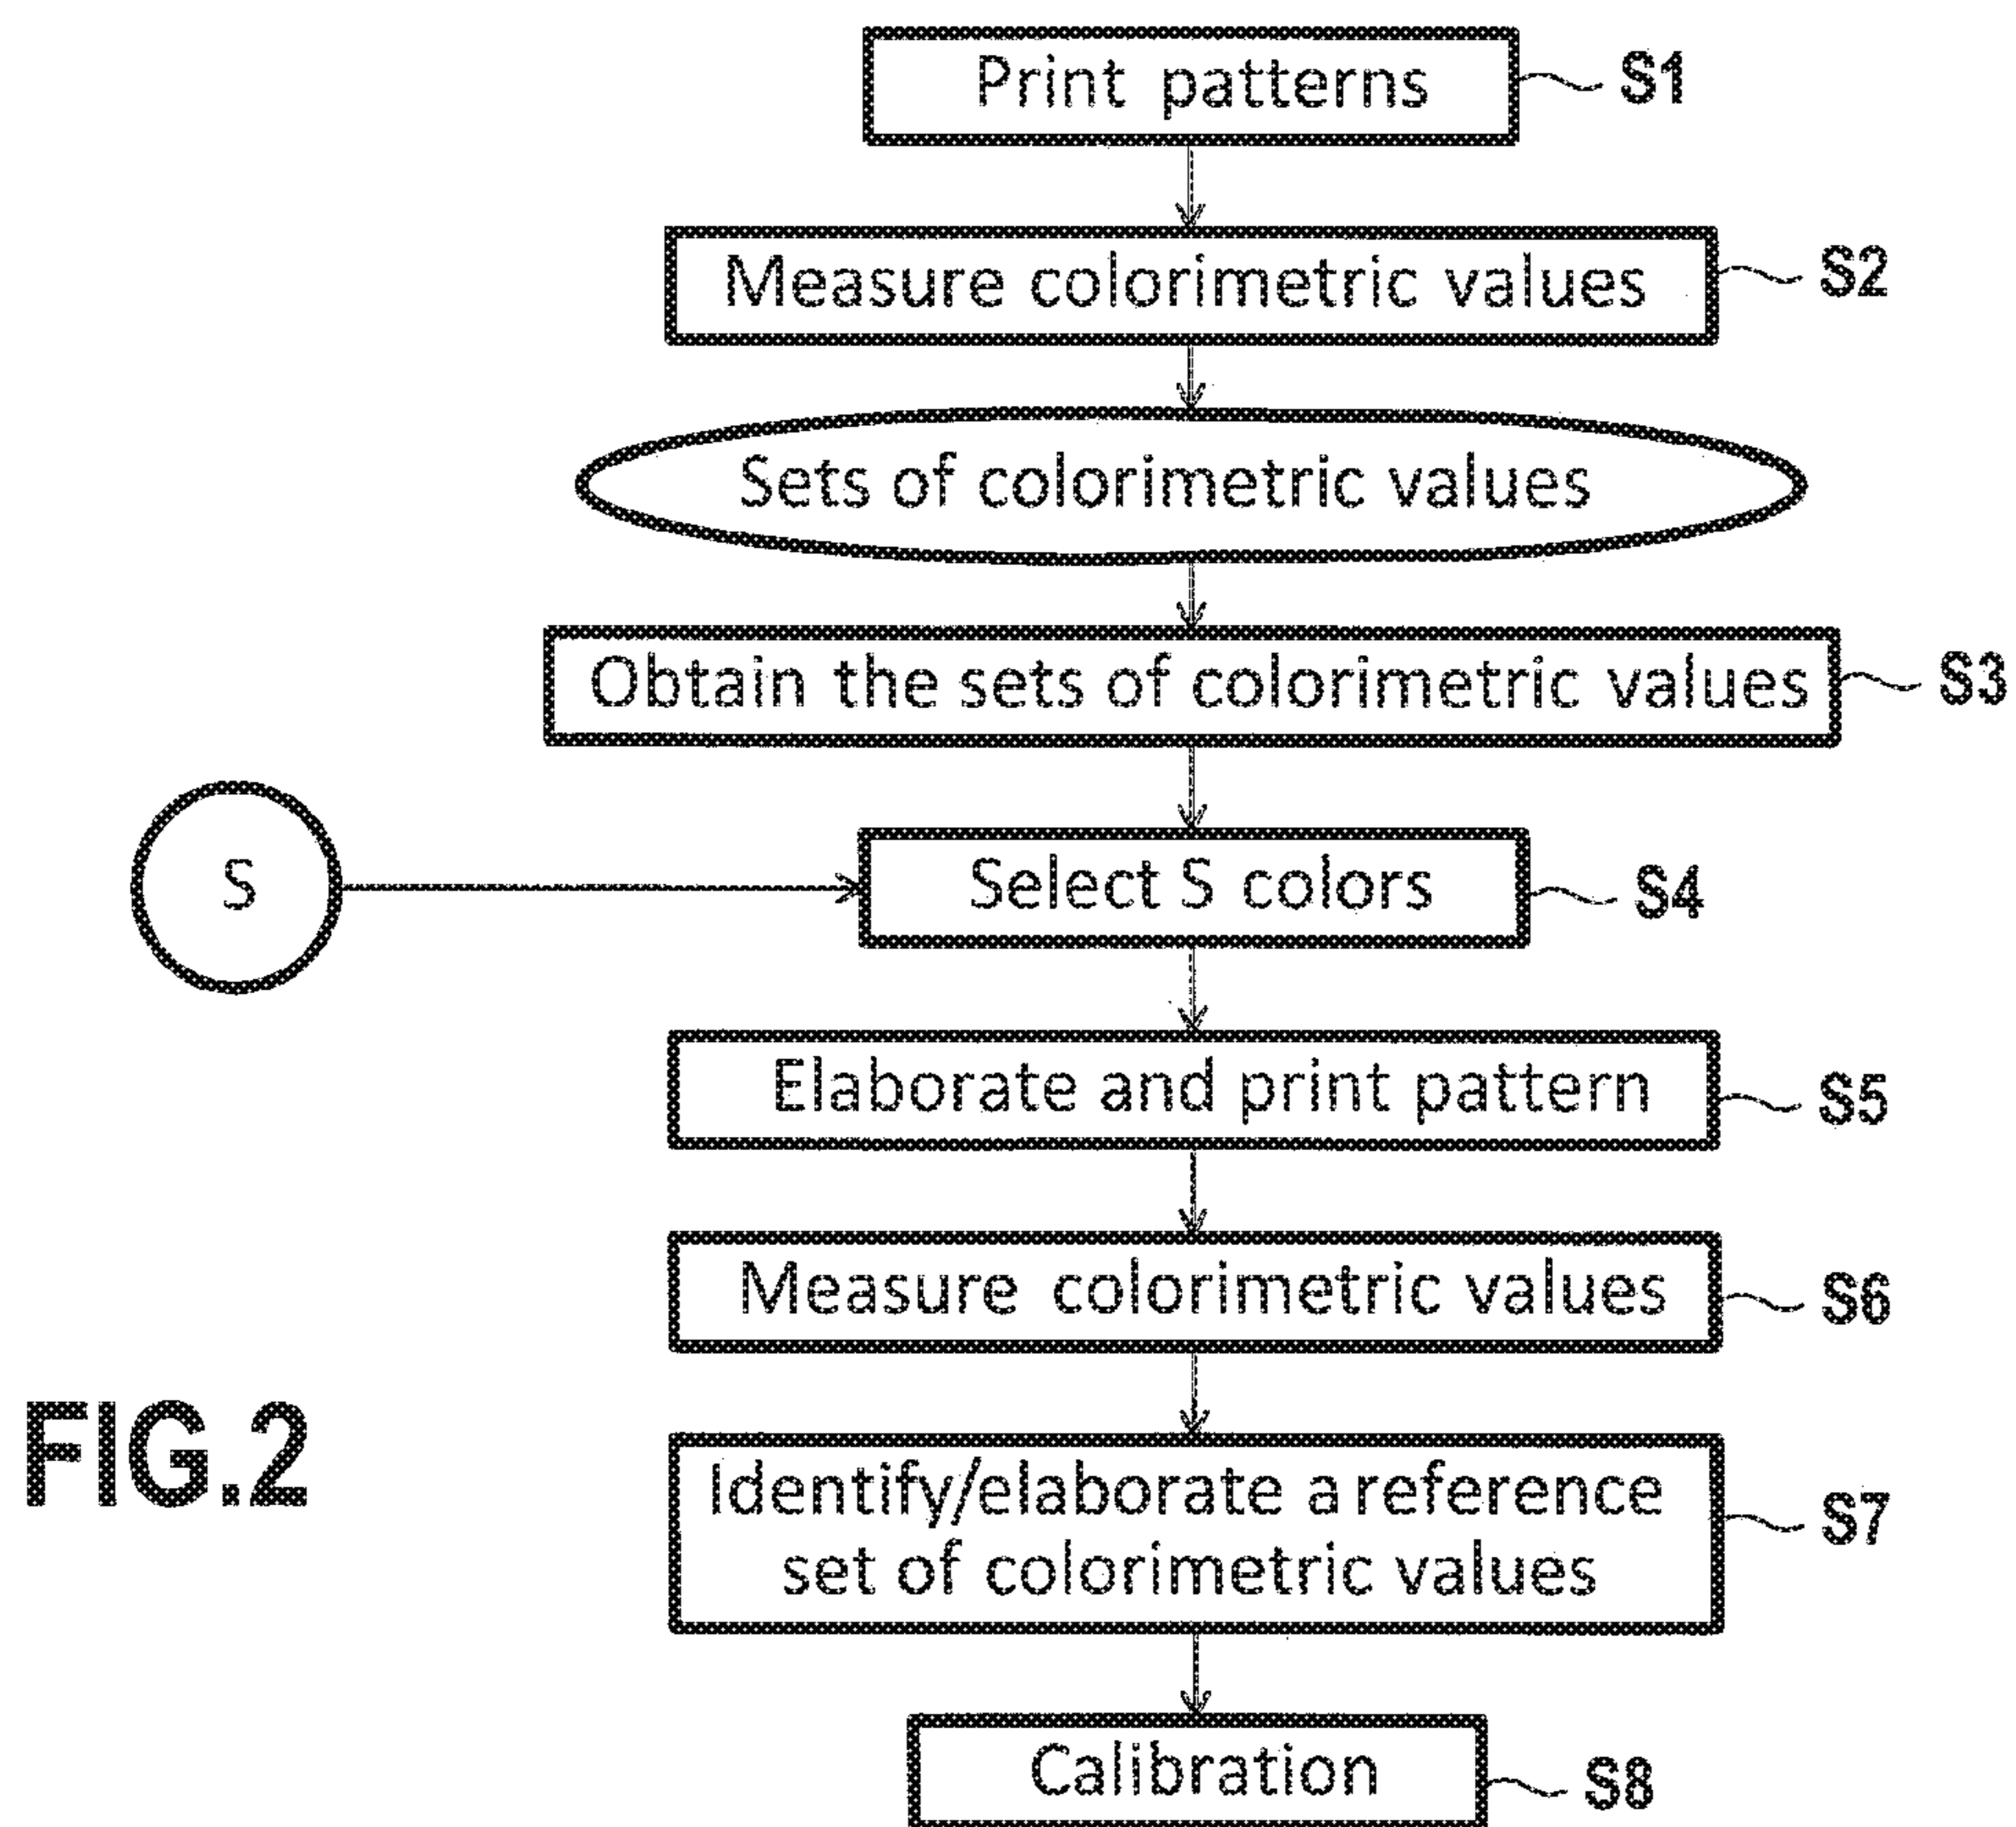 Print patterns
S1
Measure colorimetric values
S2
Sets of colorimetric values
Obtain the sets of colorimetric values
S3
S
Select S colors
S4
Elaborate and print pattern
S5
Measure colorimetric values
S6
Identify/elaborate a reference
set of colorimetric values
S7
Calibration
S8
FIG.2